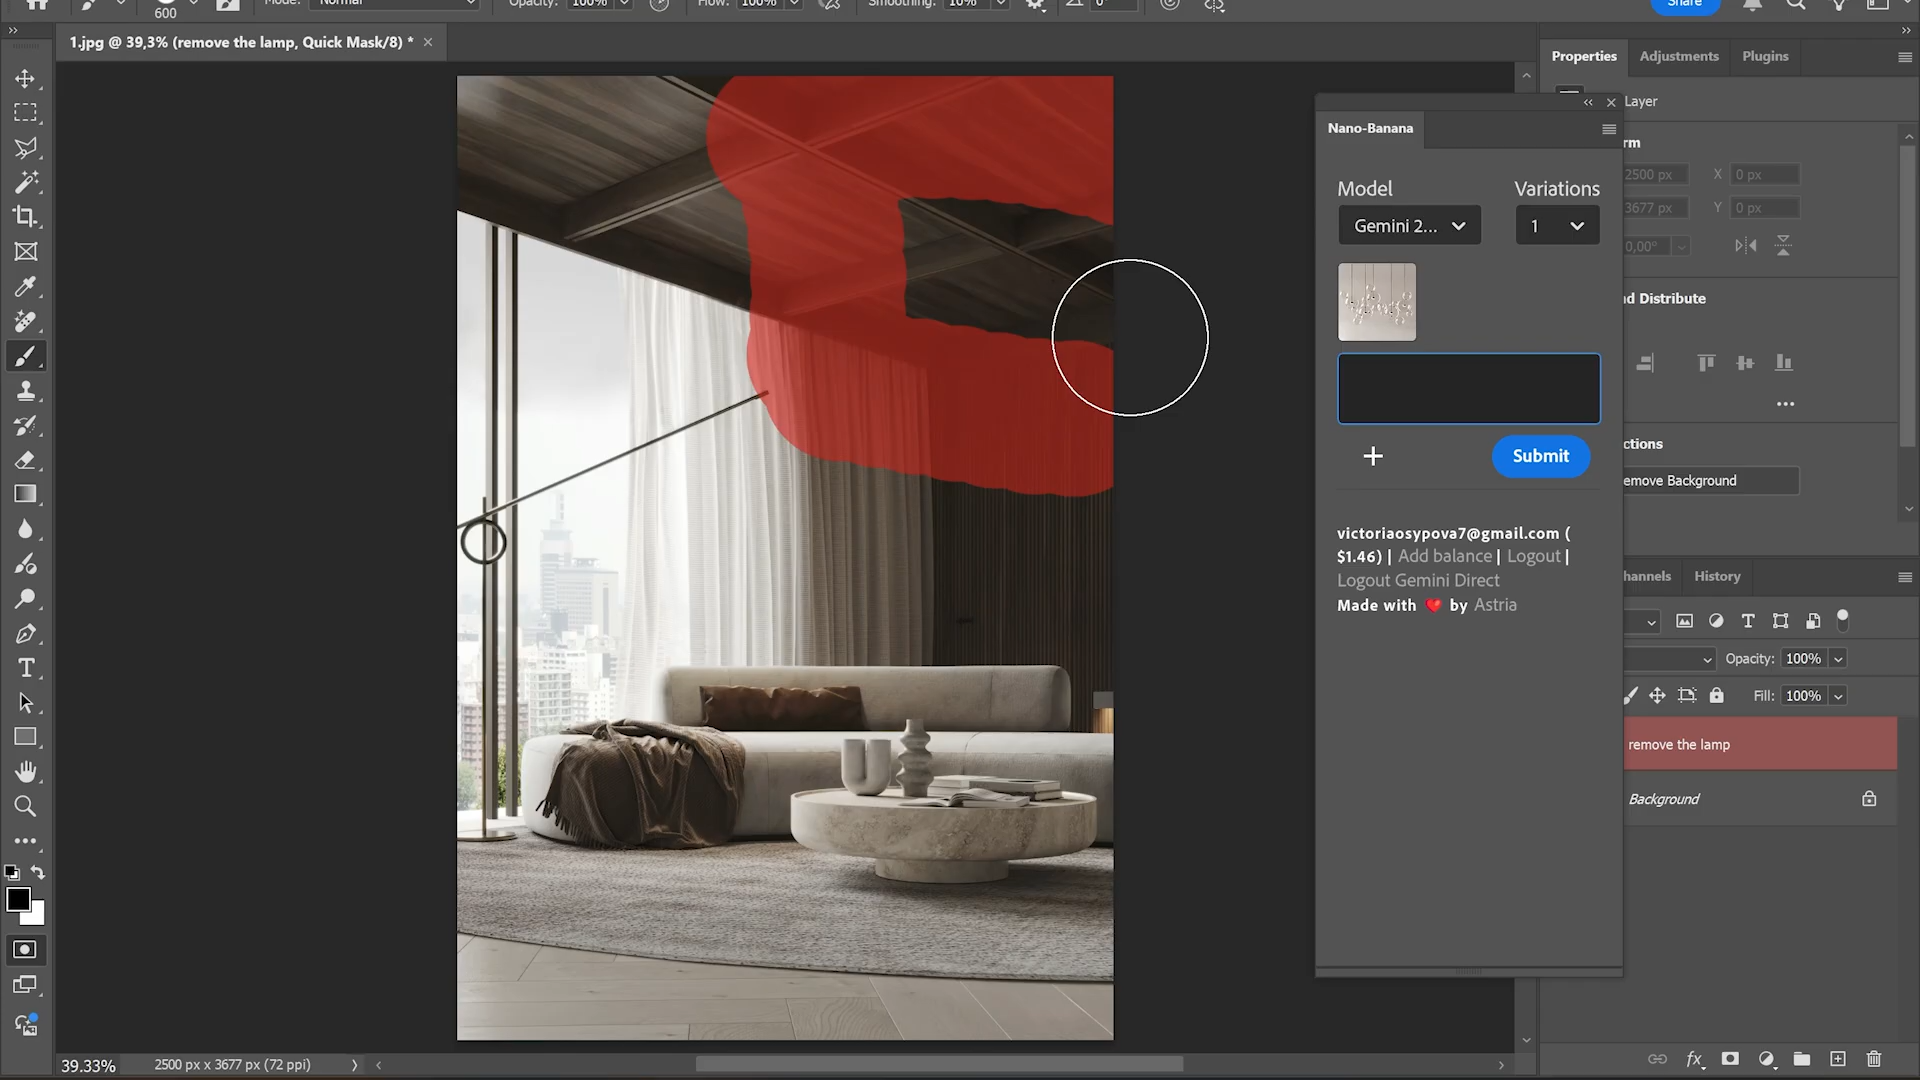 600
Mode: Normal
Opacity: 100%
Flow: 100%
Smoothing: 10%
0°
Share
1.jpg @ 39,3% (remove the lamp, Quick Mask/8) *
Properties
Adjustments
Plugins
Layer
Nano-Banana
rm
Model
Variations
2500 px
X
0 px
Gemini 2...
1
3677 px
Y
0 px
0,00°
nd Distribute
ctions
Submit
emove Background
victoriaosypova7@gmail.com (
$1.46) | Add balance | Logout |
Logout Gemini Direct
Made with ❤ by Astria
hannels
History
Opacity: 100%
Fill: 100%
remove the lamp
Background
39.33%
2500 px x 3677 px (72 ppi)
fx